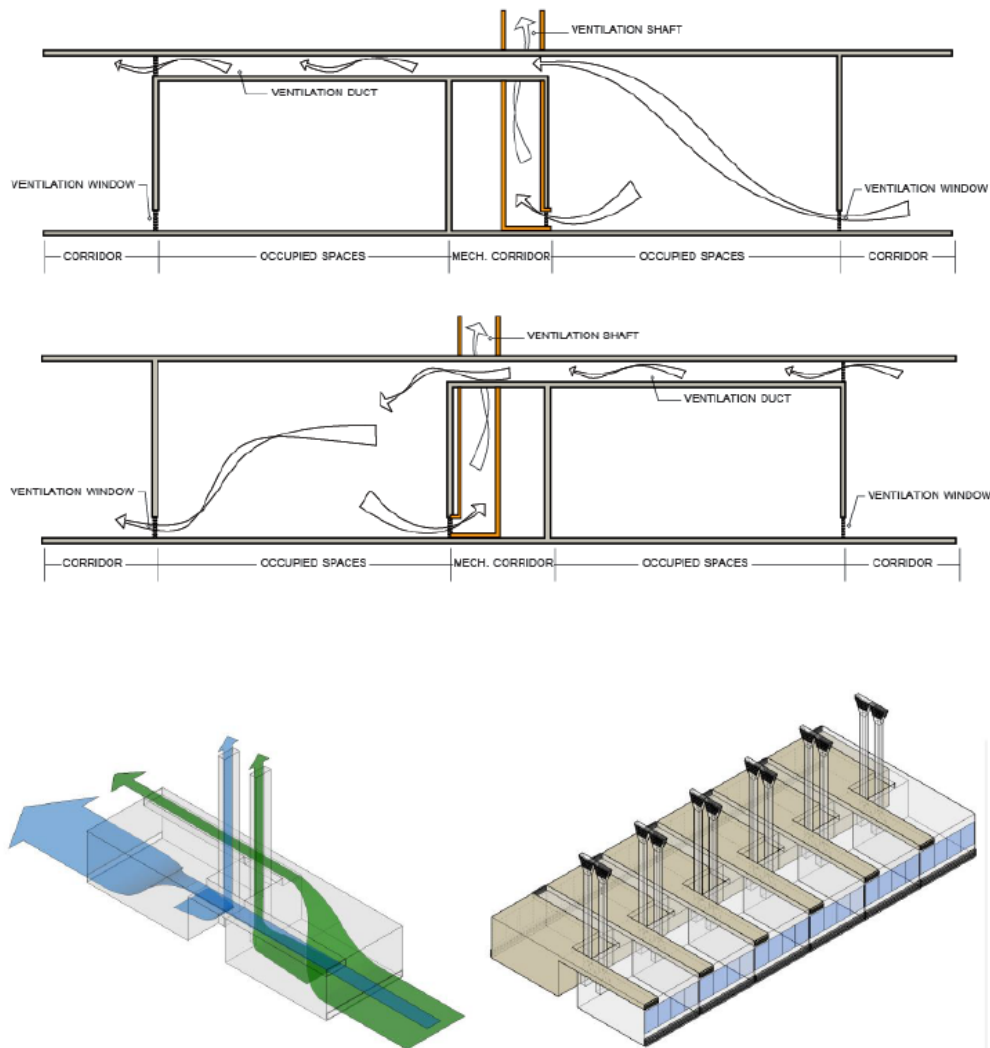 VENTILATION SHAFT
VENTILATION DUCT
VENTILATION WINDOW
VENTILATION WINDOW
CORRIDOR
OCCUPIED SPACES
MECH. CORRIDOR
OCCUPIED SPACES
CORRIDOR
VENTILATION SHAFT
VENTILATION DUCT
VENTILATION WINDOW
VENTILATION WINDOW
CORRIDOR
OCCUPIED SPACES
MECH. CORRIDOR
OCCUPIED SPACES
CORRIDOR